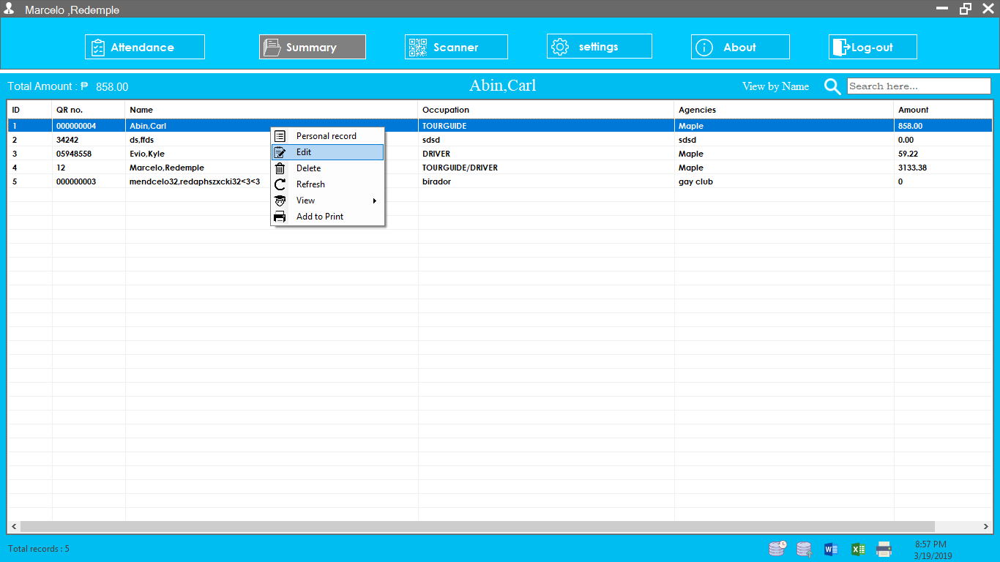 Marcelo ,Redemple
Attendance Summary Scanner settings About Log-out
Total Amount : ₱ 858.00 Abin,Carl View by Name Search here...
ID QR no. Name Occupation Agencies Amount
1 000000004 Abin,Carl TOURGUIDE Maple 858.00
2 34242 ds,ffds sdsd sdsd 0.00
3 05948558 Evio,Kyle DRIVER Maple 59.22
4 12 Marcelo,Redemple TOURGUIDE/DRIVER Maple 3133.38
5 000000003 mendcelo32,redaphszxcki32<3<3 birador gay club 0
Personal record
Edit
Delete
Refresh
View
Add to Print
Total records : 5
8:57 PM
3/19/2019